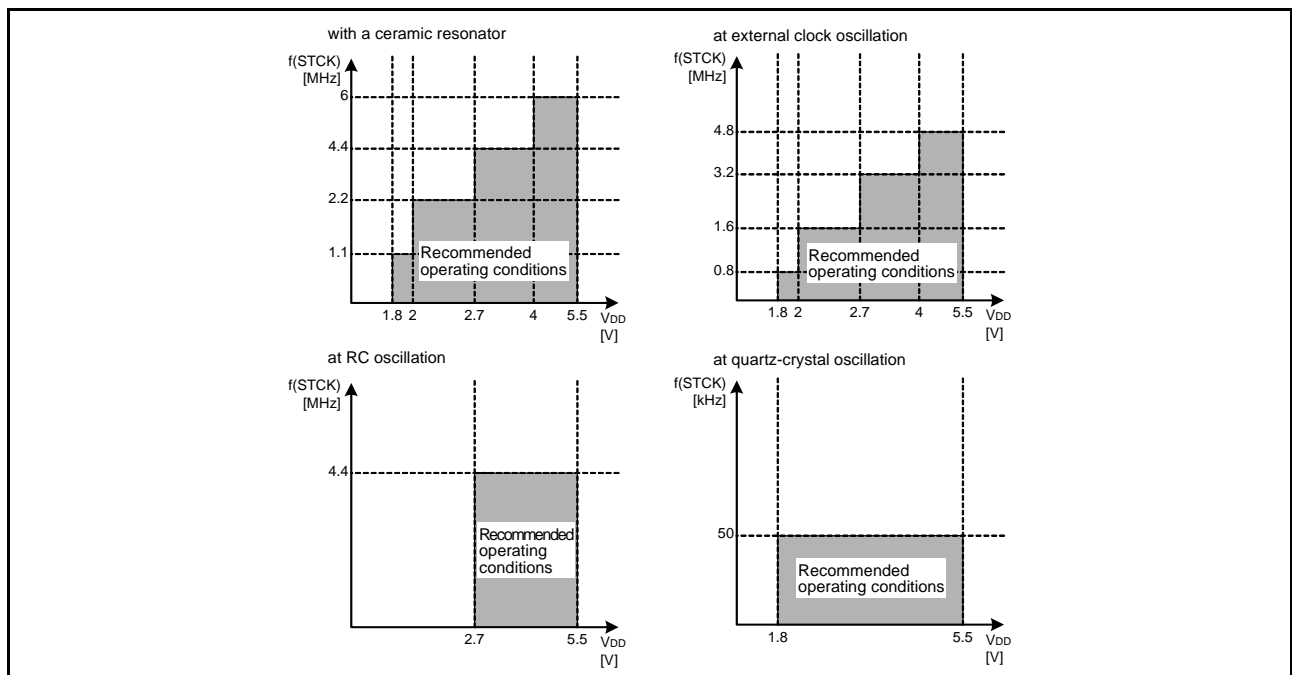 with a ceramic resonator
f(STCK)
[MHz]
6
4.4
2.2
1.1
Recommended
operating conditions
1.8 2 2.7 4 5.5 VDD
[V]
at external clock oscillation
f(STCK)
[MHz]
4.8
3.2
1.6
0.8
Recommended
operating conditions
1.8 2 2.7 4 5.5 VDD
[V]
at RC oscillation
f(STCK)
[MHz]
4.4
Recommended
operating
conditions
2.7 5.5 VDD
[V]
at quartz-crystal oscillation
f(STCK)
[kHz]
50
Recommended
operating conditions
1.8 5.5 VDD
[V]